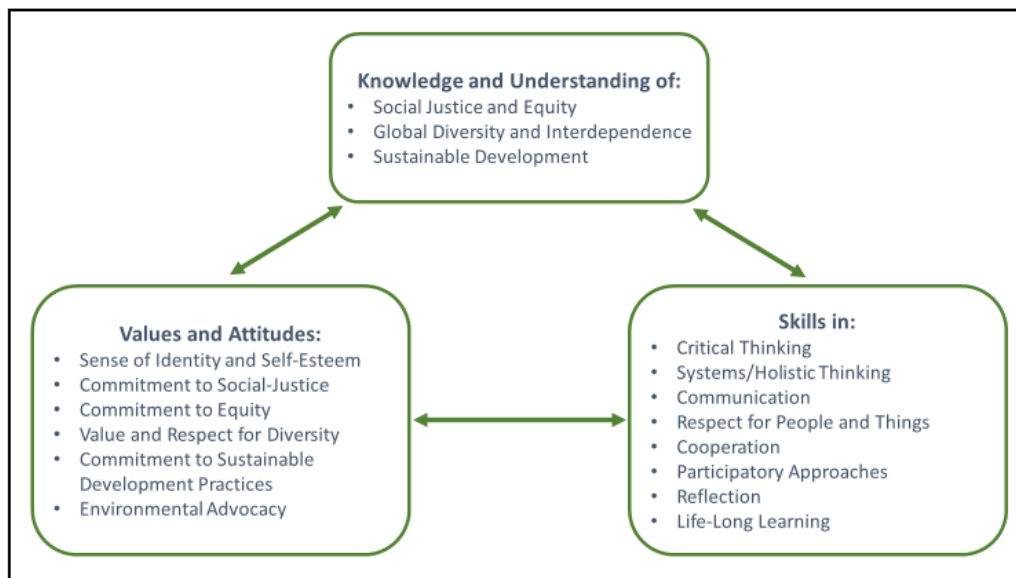 Knowledge and Understanding of:
• Social Justice and Equity
• Global Diversity and Interdependence
• Sustainable Development
Values and Attitudes:
• Sense of Identity and Self-Esteem
• Commitment to Social-Justice
• Commitment to Equity
• Value and Respect for Diversity
• Commitment to Sustainable
Development Practices
• Environmental Advocacy
Skills in:
• Critical Thinking
• Systems/Holistic Thinking
• Communication
• Respect for People and Things
• Cooperation
• Participatory Approaches
• Reflection
• Life-Long Learning